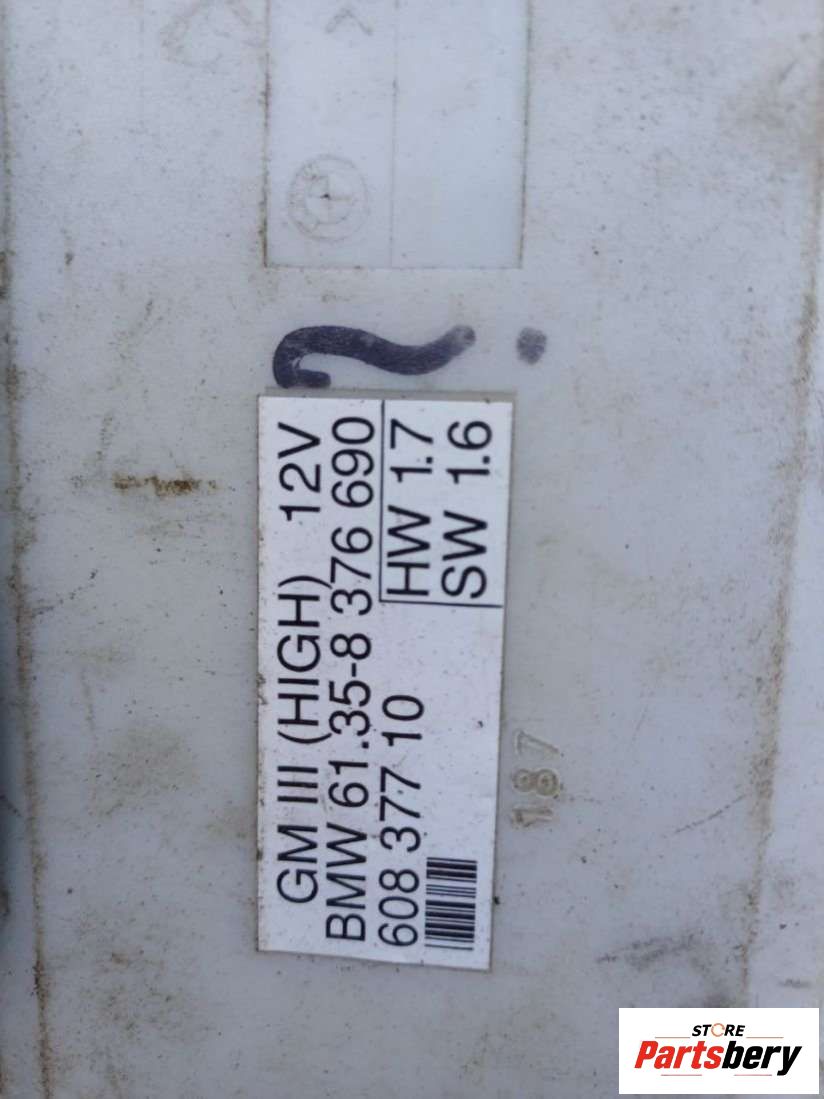 ?
GM III (HIGH) 12V
BMW 61.35-8 376 690
608 377 10
HW 1.7
SW 1.6
187
STORE
Partsbery